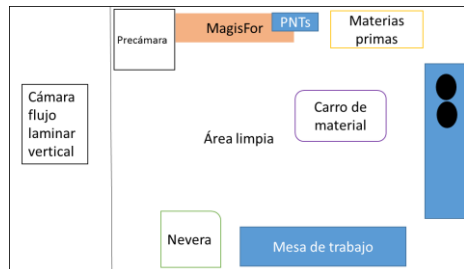 Precámara
MagisFor
PNTs
Materias
primas
Cámara
flujo
laminar
vertical
Carro de
material
Área limpia
Nevera
Mesa de trabajo